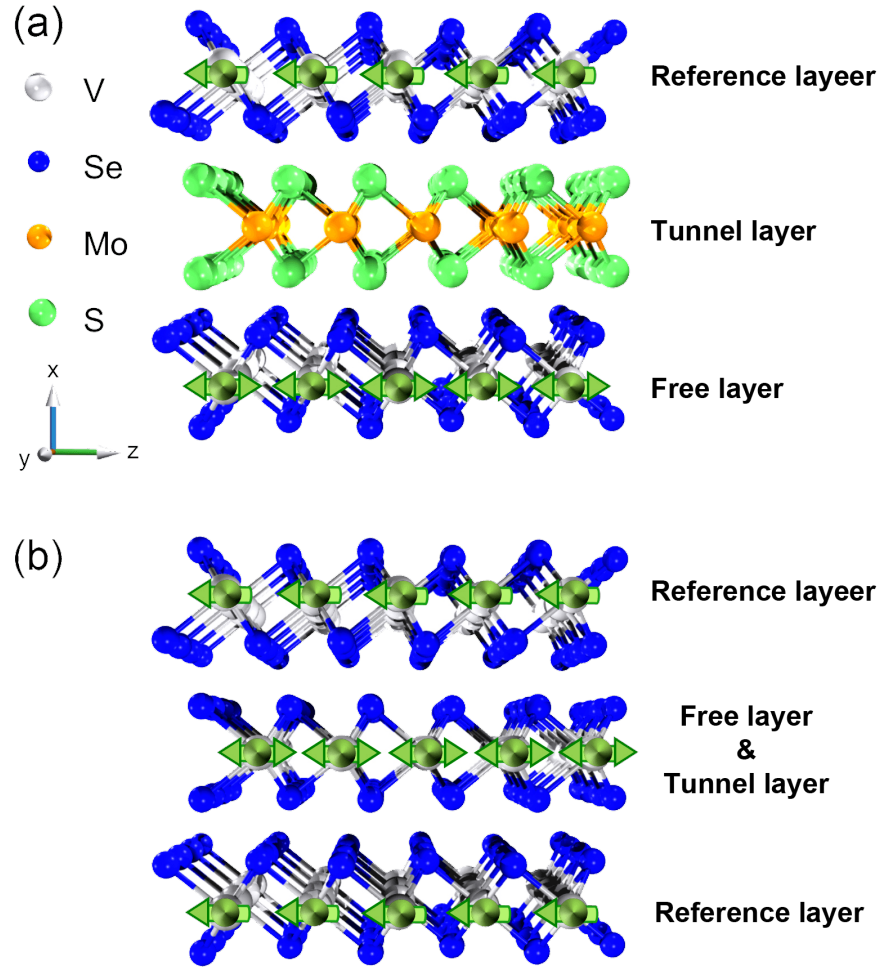 (a)
V
Reference layeer
Se
Mo
Tunnel layer
S
x
y
z
Free layer
(b)
Reference layeer
Free layer
&
Tunnel layer
Reference layer